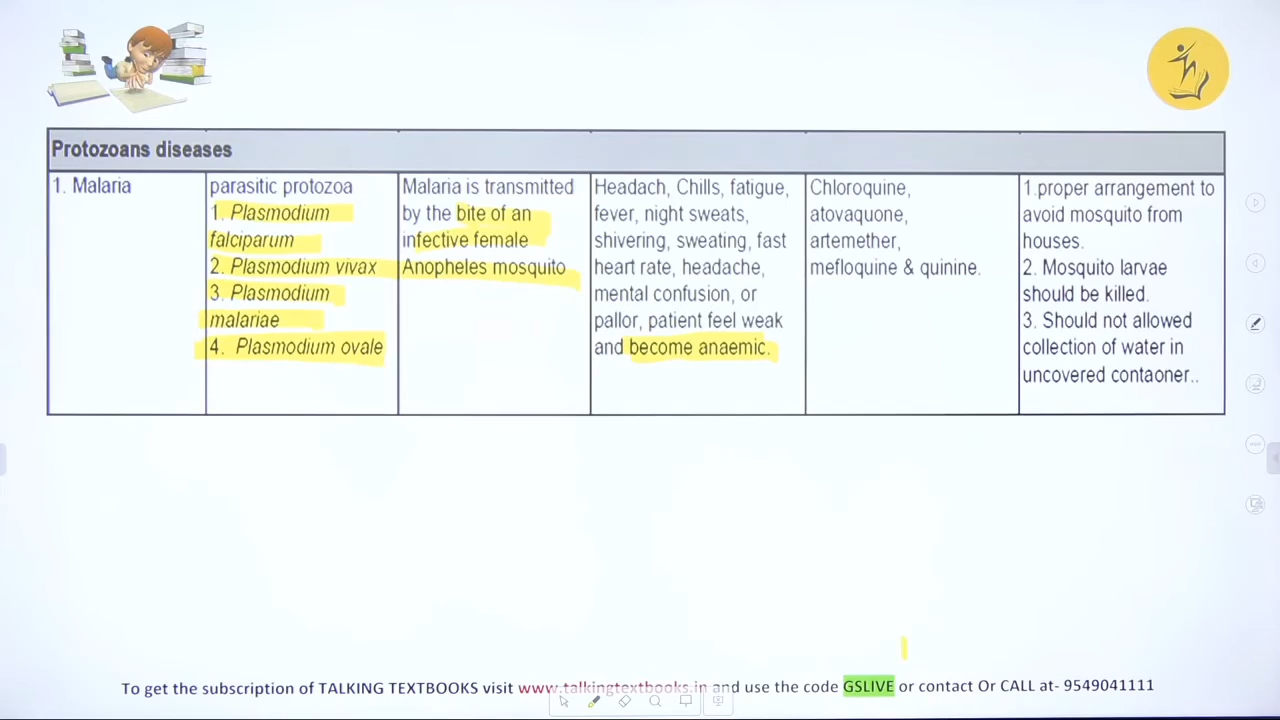 Protozoans diseases
1. Malaria
parasitic protozoa
1. Plasmodium
falciparum
2. Plasmodium vivax
3. Plasmodium
malariae
4. Plasmodium ovale
Malaria is transmitted
by the bite of an
infective female
Anopheles mosquito
Headach, Chills, fatigue,
fever, night sweats,
shivering, sweating, fast
heart rate, headache,
mental confusion, or
pallor, patient feel weak
and become anaemic.
Chloroquine,
atovaquone,
artemether,
mefloquine & quinine.
1.proper arrangement to
avoid mosquito from
houses.
2. Mosquito larvae
should be killed.
3. Should not allowed
collection of water in
uncovered contaoner..
To get the subscription of TALKING TEXTBOOKS visit www.talkingtextbooks.in and use the code GSLIVE or contact Or CALL at- 9549041111